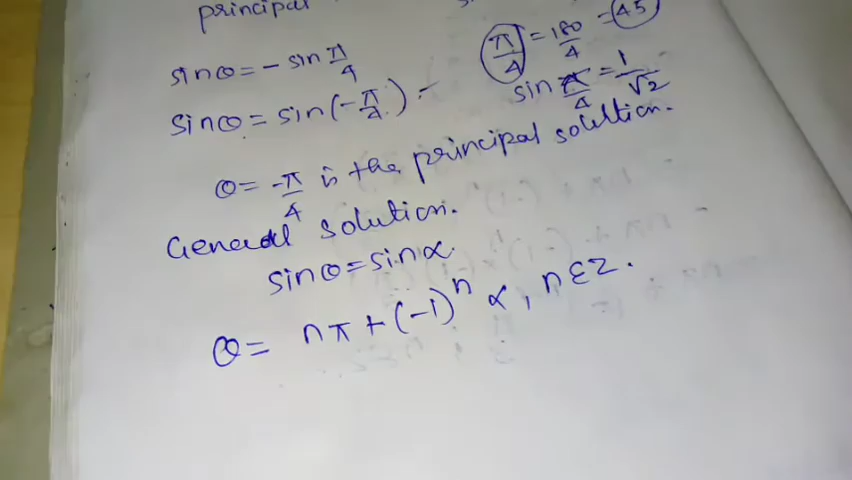 principal
π/4 = 180/4 = 45
sinθ = - sin π/4
sin π/4 = 1/√2
sinθ = sin(-π/4) -
θ = -π/4 is the principal solution.
General solution.
sinθ = sinα.
θ = nπ + (-1)ⁿ α, n ∈ Z.